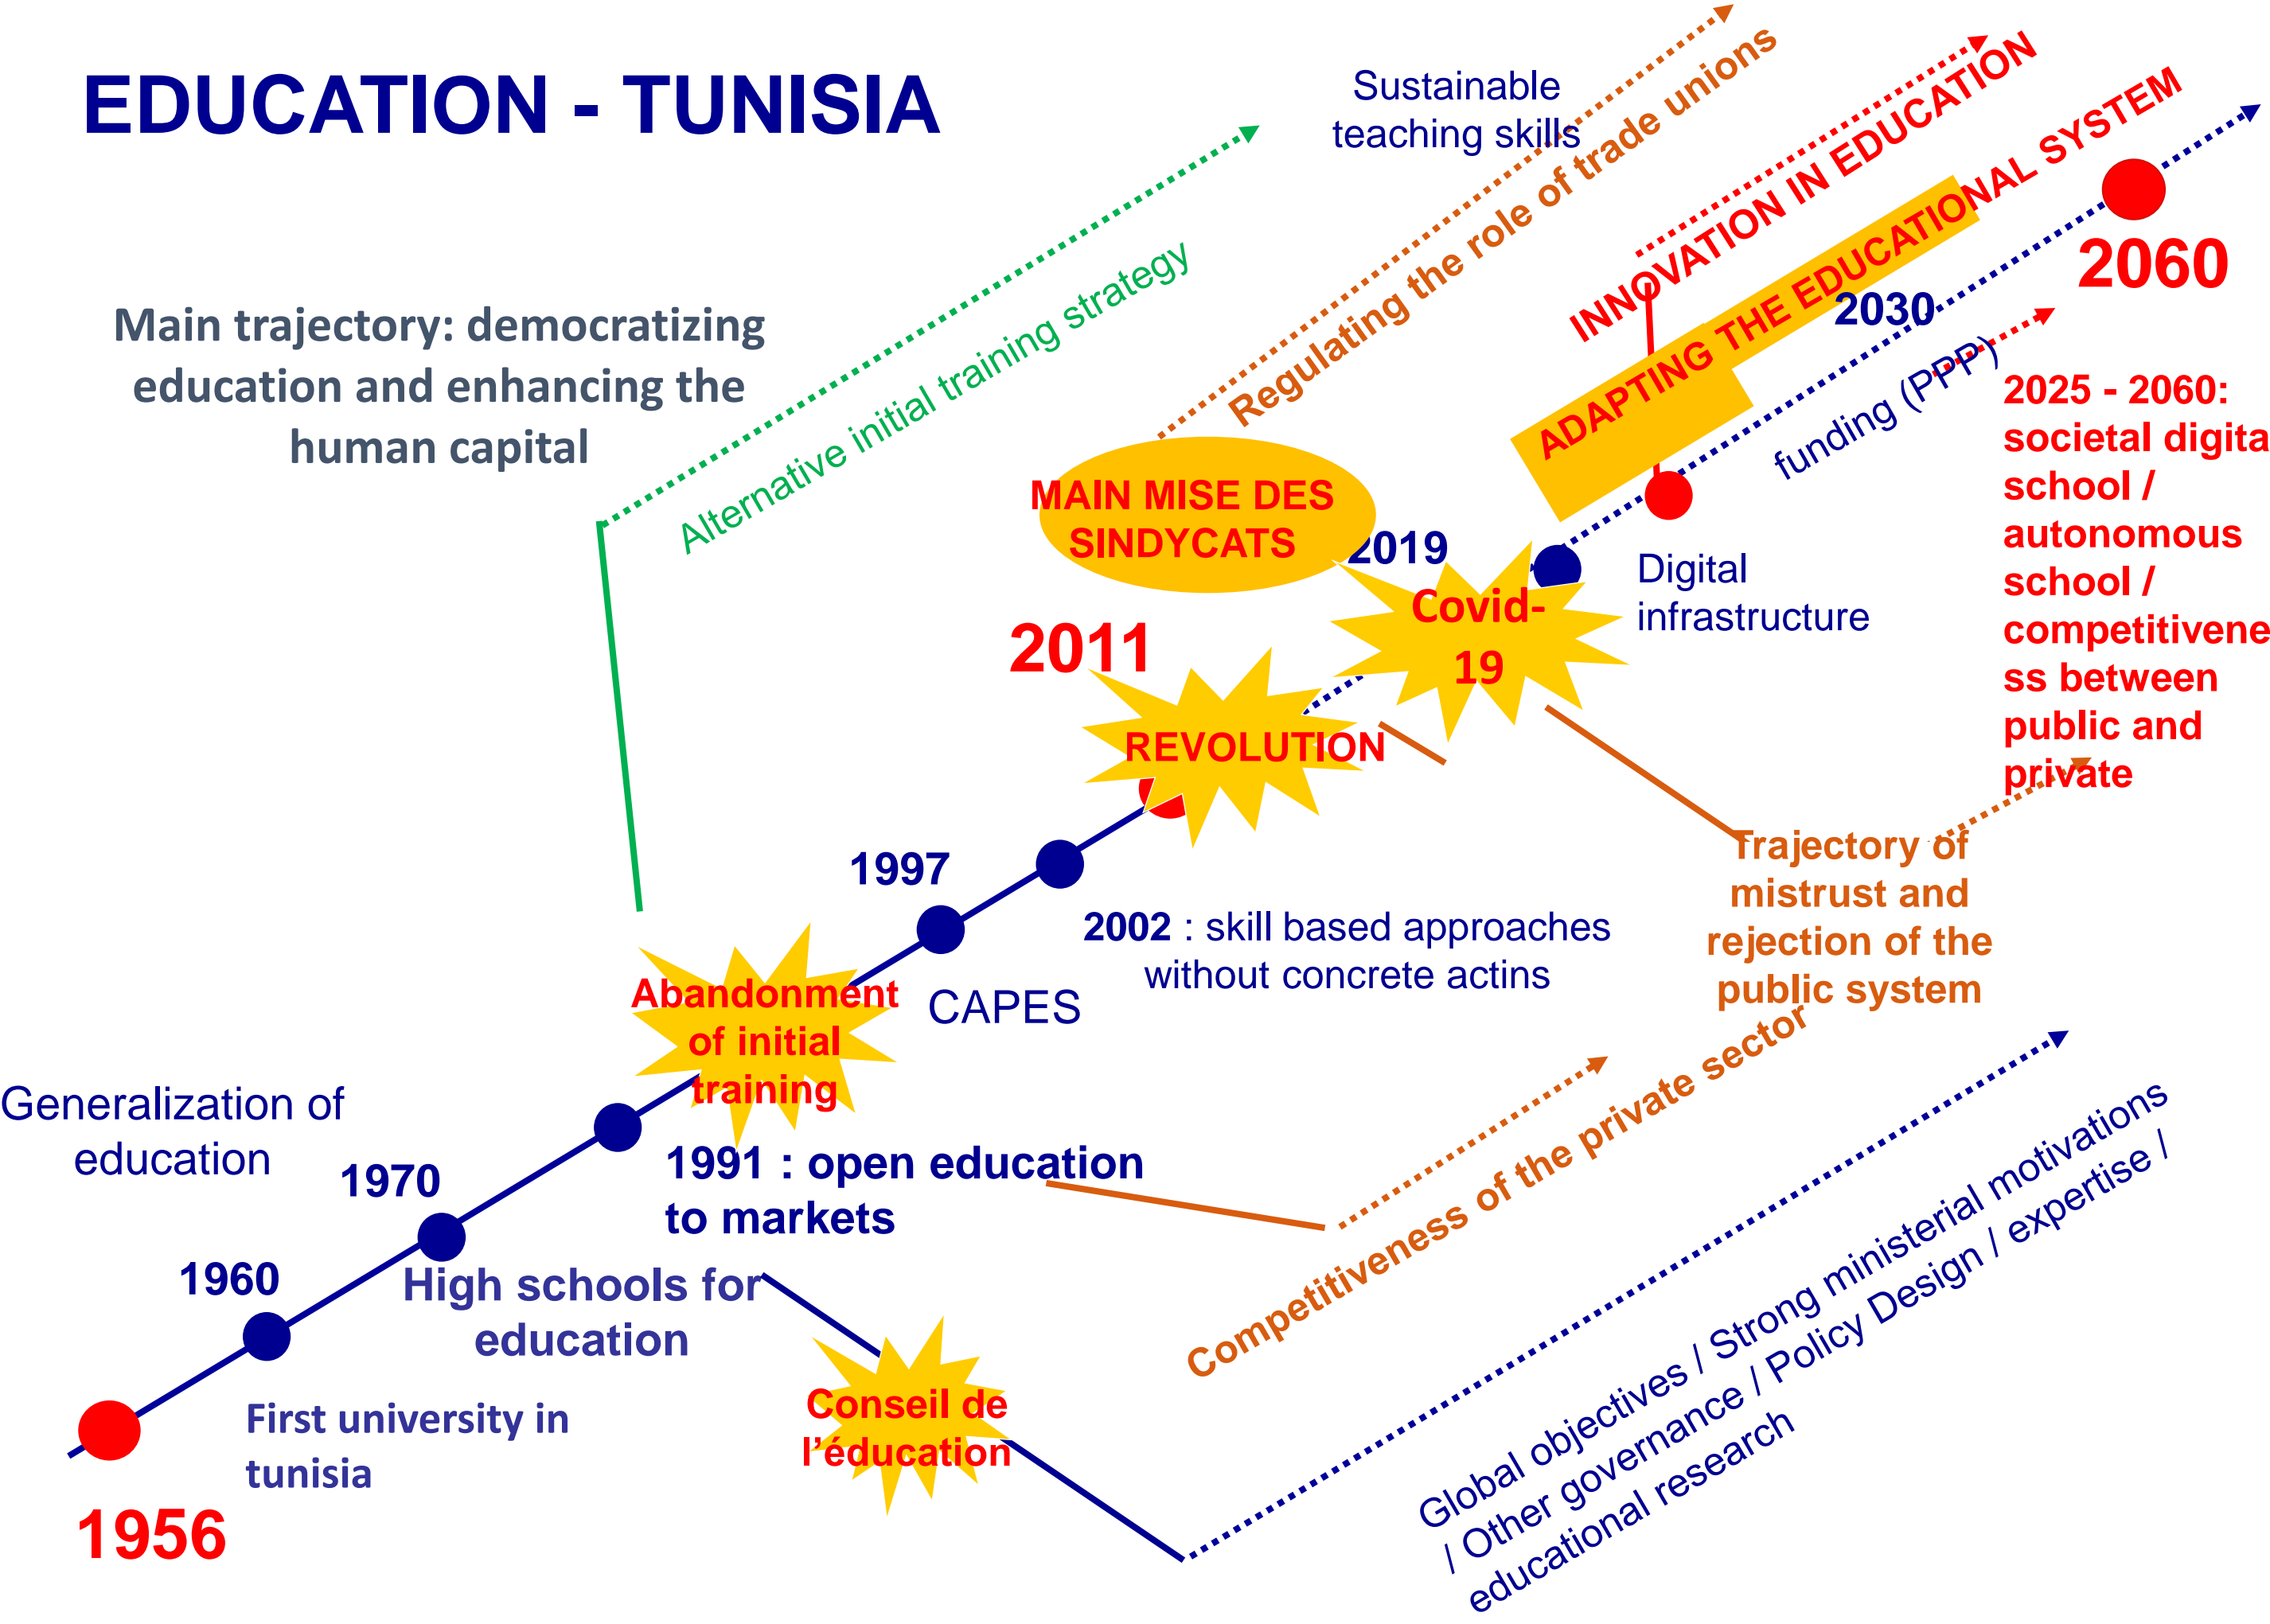 EDUCATION - TUNISIA
Sustainable
teaching skills
Main trajectory: democratizing
education and enhancing the
human capital
Alternative initial training strategy
Regulating the role of trade unions
INNOVATION IN EDUCATION
ADAPTING THE EDUCATIONAL SYSTEM
2060
2030
funding (PPP)
2025 - 2060:
societal digita
school /
autonomous
school /
competitivene
ss between
public and
private
MAIN MISE DES
SINDYCATS
2019
Covid-
19
Digital
infrastructure
2011
REVOLUTION
Trajectory of
mistrust and
rejection of the
public system
1997
2002 : skill based approaches
without concrete actins
CAPES
Abandonment
of initial
training
Generalization of
education
1970
1991 : open education
to markets
Competitiveness of the private sector
1960
High schools for
education
First university in
tunisia
Conseil de
l’éducation
1956
Global objectives / Strong ministerial motivations
/ Other governance / Policy Design / expertise /
educational research